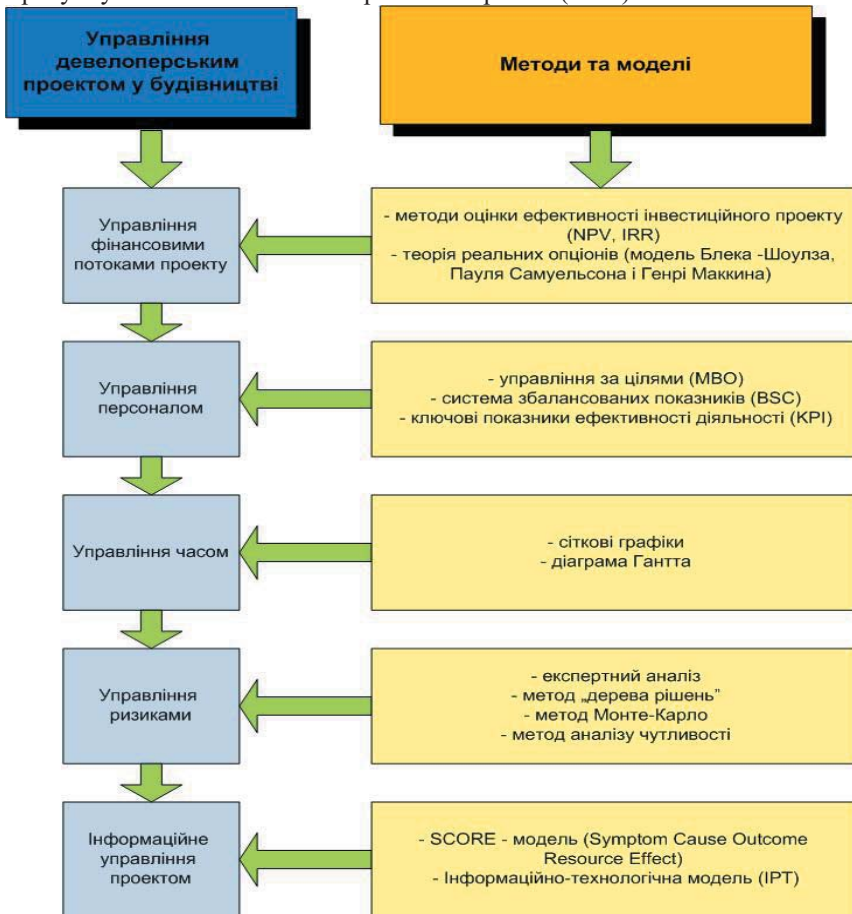 Управління
девелоперським
проектом у будівництві
Методи та моделі
Управління
фінансовими
потоками проекту
- методи оцінки ефективності інвестиційного проекту
(NPV, IRR)
- теорія реальних опціонів (модель Блека -Шоулза,
Пауля Самуельсона і Генрі Маккина)
Управління
персоналом
- управління за цілями (MBO)
- система збалансованих показників (BSC)
- ключові показники ефективності діяльності (KPI)
Управління часом
- сіткові графіки
- діаграма Гантта
Управління
ризиками
- експертний аналіз
- метод „дерева рішень”
- метод Монте-Карло
- метод аналізу чутливості
Інформаційне
управління
проектом
- SCORE - модель (Symptom Cause Outcome
Resource Effect)
- Інформаційно-технологічна модель (IPT)